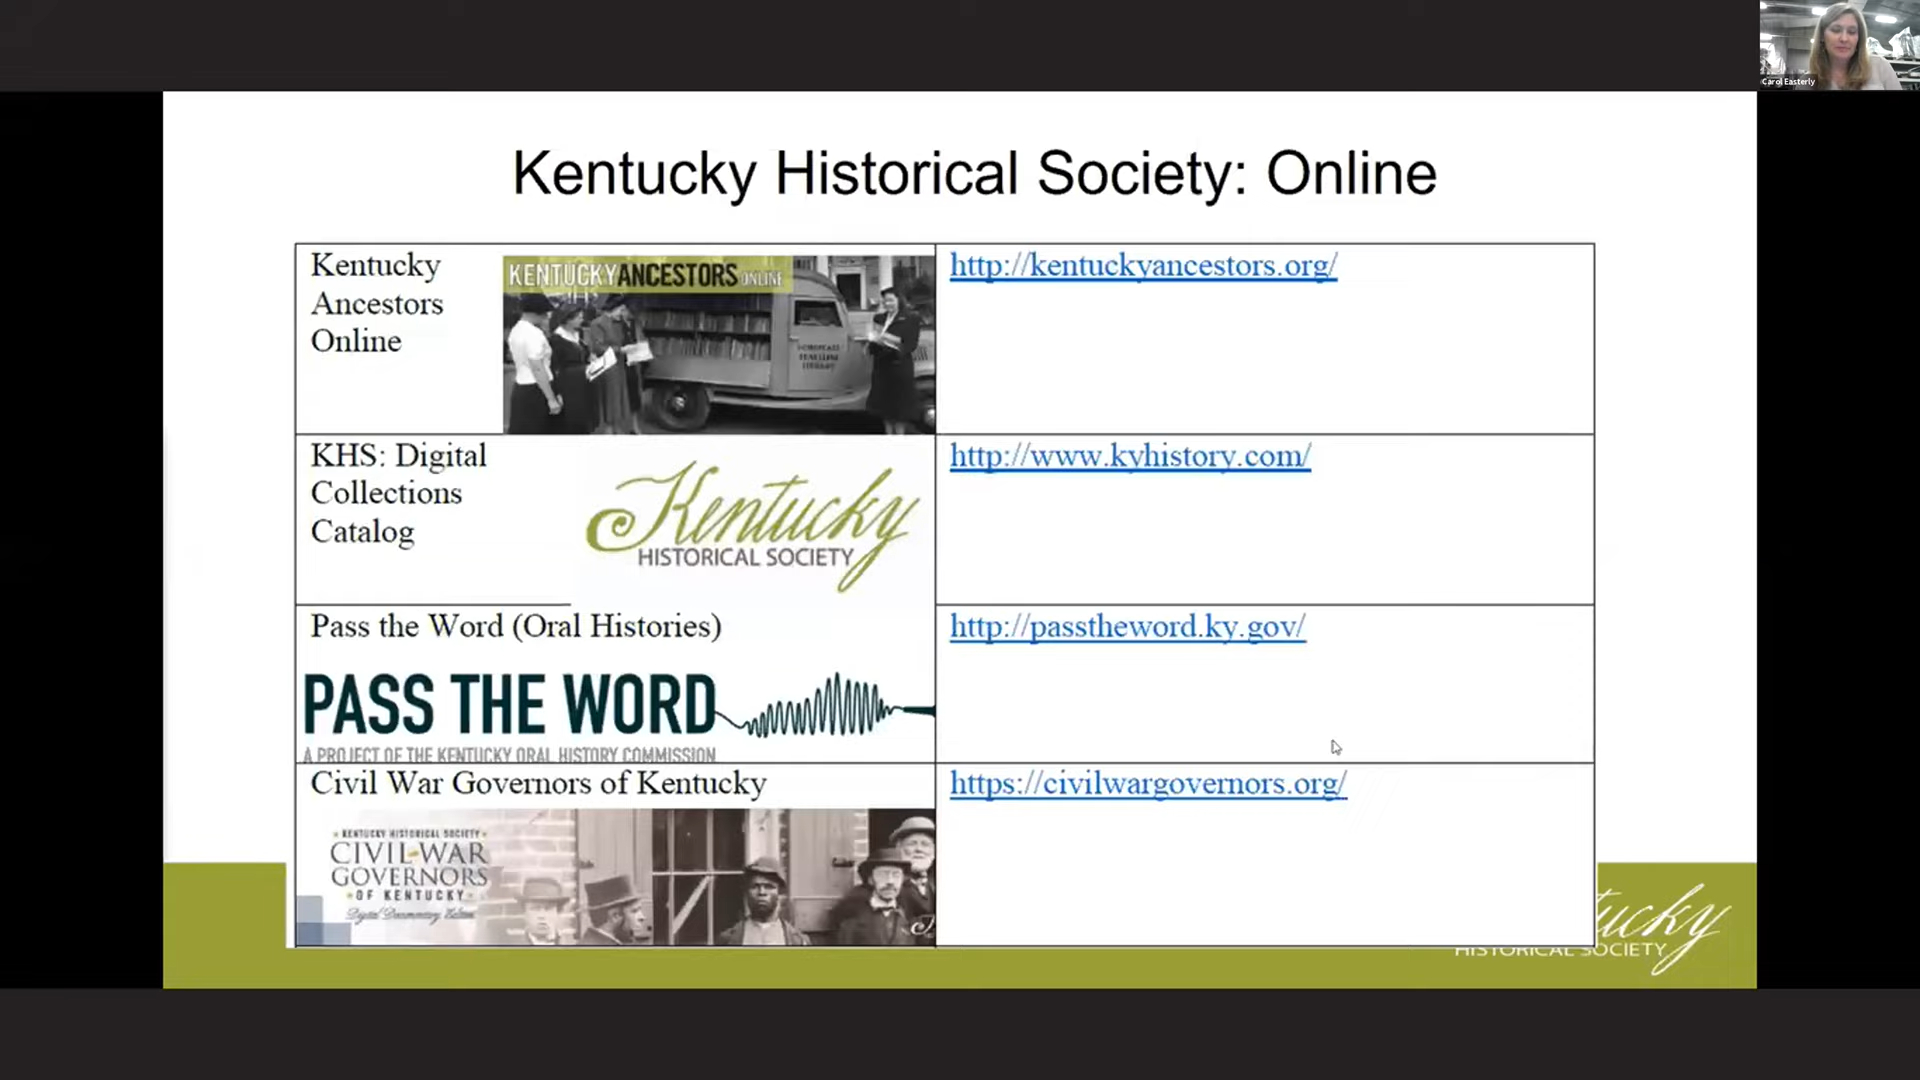 Carol Easterly
Kentucky Historical Society: Online
Kentucky
Ancestors
Online
KENTUCKYANCESTORS ONLINE
http://kentuckyancestors.org/
KHS: Digital
Collections
Catalog
Kentucky
HISTORICAL SOCIETY
http://www.kyhistory.com/
Pass the Word (Oral Histories)
PASS THE WORD
A PROJECT OF THE KENTUCKY ORAL HISTORY COMMISSION
http://passtheword.ky.gov/
Civil War Governors of Kentucky
KENTUCKY HISTORICAL SOCIETY
CIVIL WAR
GOVERNORS
OF KENTUCKY
Digital Documentary Edition
https://civilwargovernors.org/
ucky
HISTORICAL SOCIETY